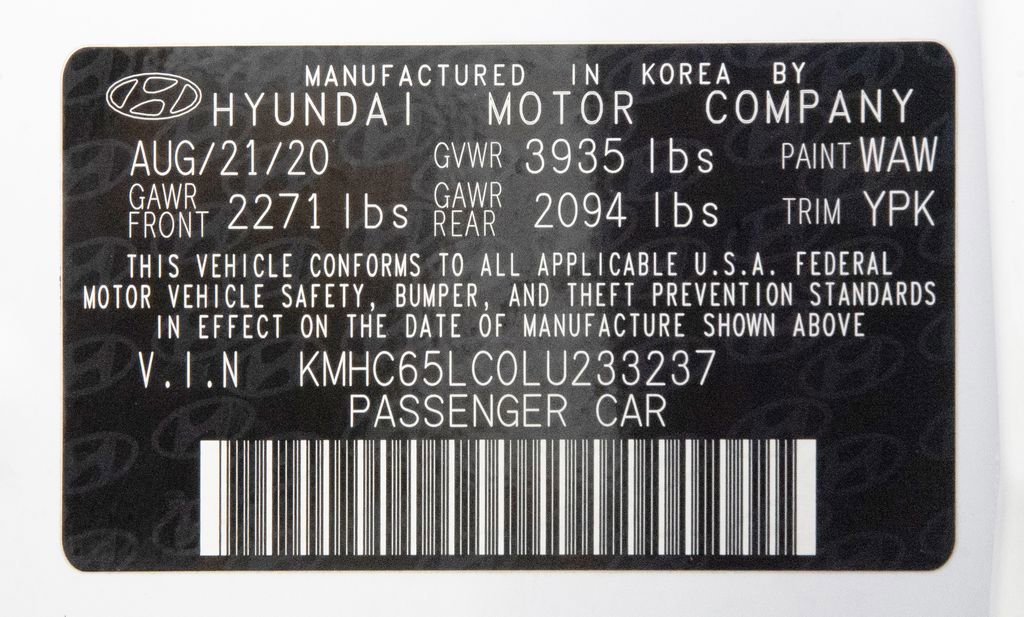 MANUFACTURED IN KOREA BY
HYUNDAI MOTOR COMPANY
AUG/21/20 GVWR 3935 lbs PAINT WAW
GAWR FRONT 2271 lbs GAWR REAR 2094 lbs TRIM YPK
THIS VEHICLE CONFORMS TO ALL APPLICABLE U.S.A. FEDERAL
MOTOR VEHICLE SAFETY, BUMPER, AND THEFT PREVENTION STANDARDS
IN EFFECT ON THE DATE OF MANUFACTURE SHOWN ABOVE
V.I.N KMHC65LC0LU233237
PASSENGER CAR